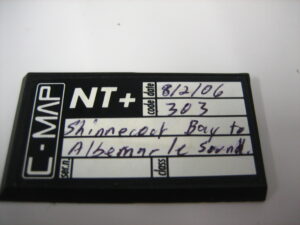 C-MAP
NT+
date 8/2/06
code 303
Shinnecock Bay to
Albemarle Sound.
ser.n. class